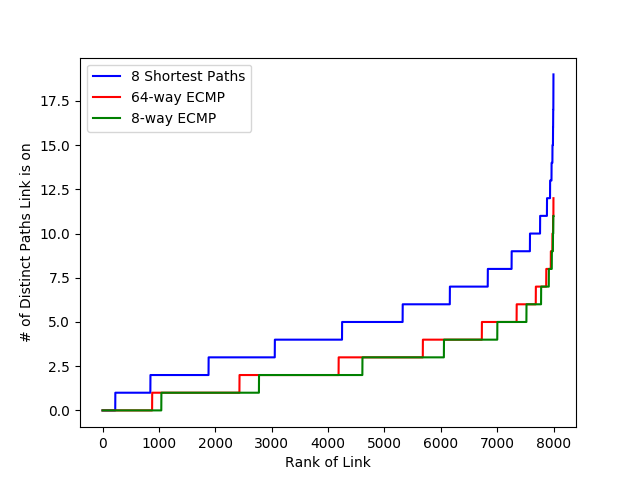 8 Shortest Paths
64-way ECMP
8-way ECMP
# of Distinct Paths Link is on
17.5
15.0
12.5
10.0
7.5
5.0
2.5
0.0
0 1000 2000 3000 4000 5000 6000 7000 8000
Rank of Link